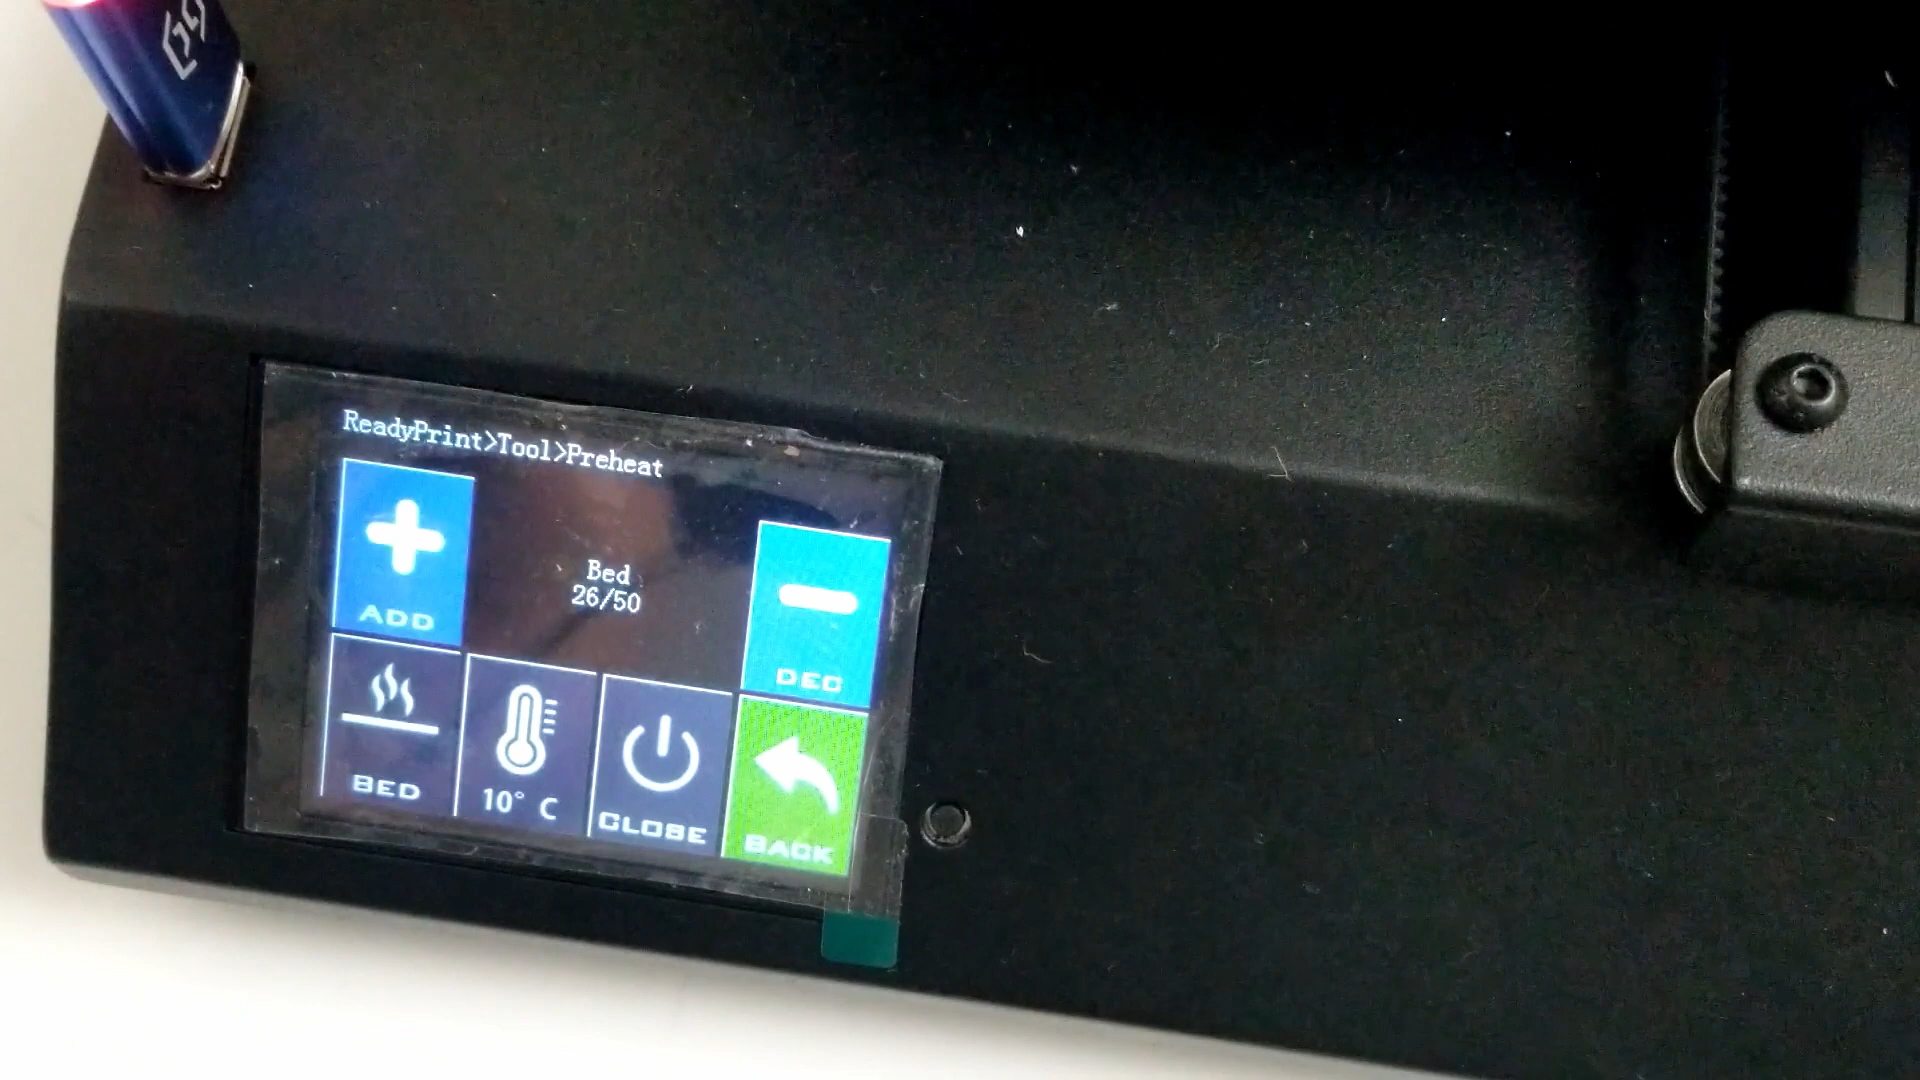 ReadyPrint>Tool>Preheat
ADD
Bed
26/50
DEC
BED
10° C
CLOSE
BACK